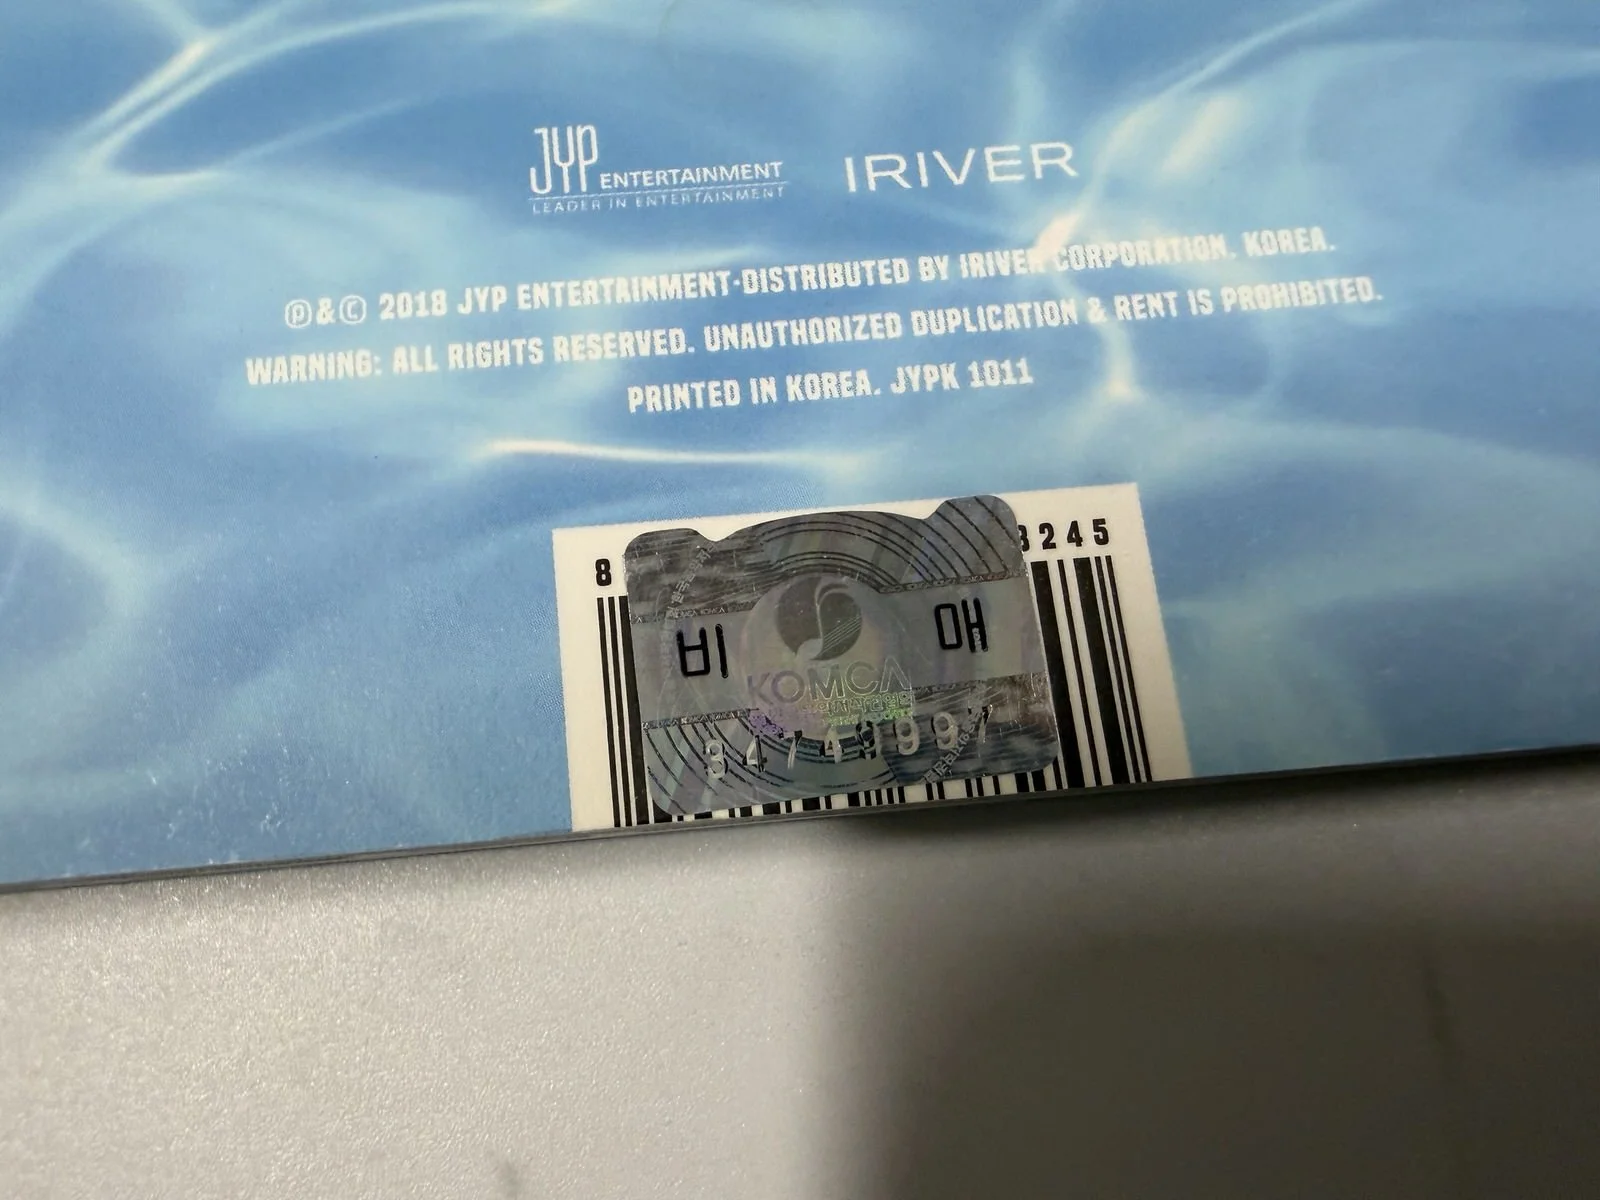 JYP ENTERTAINMENT
LEADER IN ENTERTAINMENT
IRIVER
℗&© 2018 JYP ENTERTAINMENT·DISTRIBUTED BY IRIVER CORPORATION, KOREA.
WARNING: ALL RIGHTS RESERVED. UNAUTHORIZED DUPLICATION & RENT IS PROHIBITED.
PRINTED IN KOREA. JYPK 1011
8
3245
비
매
KOMCA